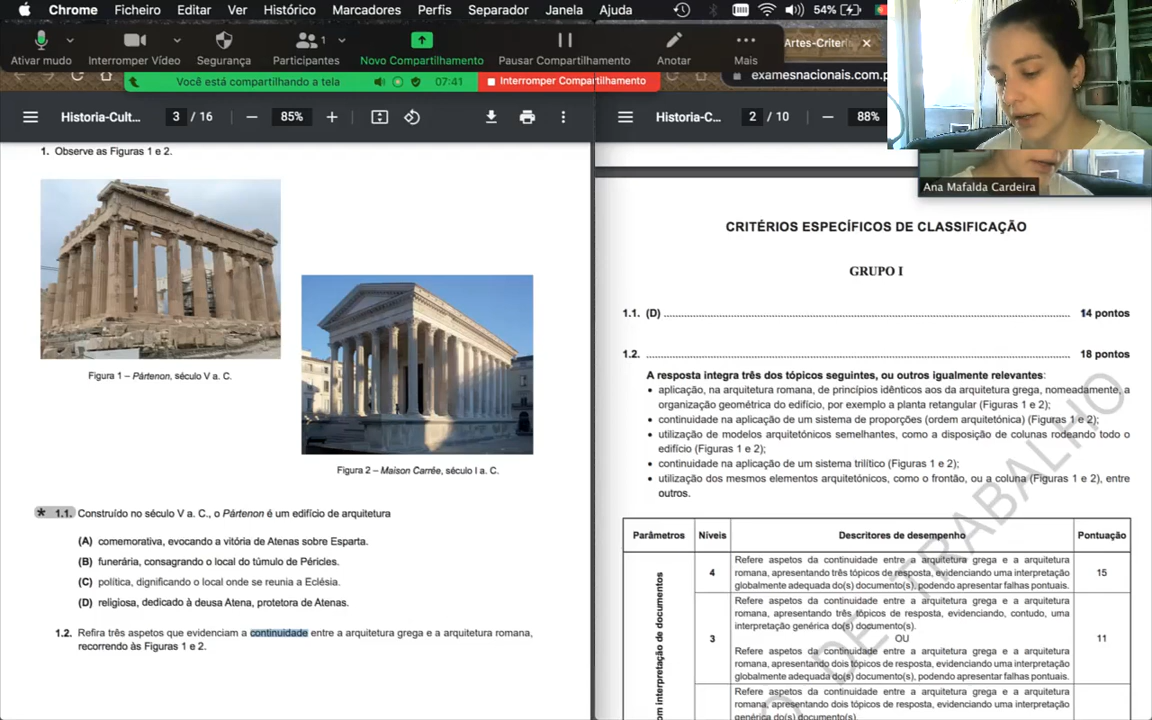 Chrome Ficheiro Editar Ver Histórico Marcadores Perfis Separador Janela Ajuda 54%
Ativar mudo Interromper Vídeo Segurança Participantes 1 Novo Compartilhamento Pausar Compartilhamento Anotar Mais
Artes-Criteri
Você está compartilhando a tela 07:41 Interromper Compartilhamento
examesnacionais.com.p
Historia-Cult... 3 / 16 85%
Historia-C... 2 / 10 88%
Ana Mafalda Cardeira
1. Observe as Figuras 1 e 2.
Figura 1 – Pártenon, século V a. C.
Figura 2 – Maison Carrée, século I a. C.
* 1.1. Construído no século V a. C., o Pártenon é um edifício de arquitetura
(A) comemorativa, evocando a vitória de Atenas sobre Esparta.
(B) funerária, consagrando o local do túmulo de Péricles.
(C) política, dignificando o local onde se reunia a Eclésia.
(D) religiosa, dedicado à deusa Atena, protetora de Atenas.
1.2. Refira três aspetos que evidenciam a continuidade entre a arquitetura grega e a arquitetura romana,
recorrendo às Figuras 1 e 2.
CRITÉRIOS ESPECÍFICOS DE CLASSIFICAÇÃO
GRUPO I
1.1. (D) .......... 14 pontos
1.2. .......... 18 pontos
A resposta integra três dos tópicos seguintes, ou outros igualmente relevantes:
• aplicação, na arquitetura romana, de princípios idênticos aos da arquitetura grega, nomeadamente, a
organização geométrica do edifício, por exemplo a planta retangular (Figuras 1 e 2);
• continuidade na aplicação de um sistema de proporções (ordem arquitetónica) (Figuras 1 e 2);
• utilização de modelos arquitetónicos semelhantes, como a disposição de colunas rodeando todo o
edifício (Figuras 1 e 2);
• continuidade na aplicação de um sistema trilítico (Figuras 1 e 2);
• utilização dos mesmos elementos arquitetónicos, como o frontão, ou a coluna (Figuras 1 e 2), entre
outros.
Parâmetros Níveis Descritores de desempenho Pontuação
om interpretação de documentos
4
Refere aspetos da continuidade entre a arquitetura grega e a arquitetura
romana, apresentando três tópicos de resposta, evidenciando uma interpretação
globalmente adequada do(s) documento(s), podendo apresentar falhas pontuais.
15
3
Refere aspetos da continuidade entre a arquitetura grega e a arquitetura
romana, apresentando três tópicos de resposta, evidenciando, contudo, uma
interpretação genérica do(s) documento(s).
OU
Refere aspetos da continuidade entre a arquitetura grega e a arquitetura
romana, apresentando dois tópicos de resposta, evidenciando uma interpretação
globalmente adequada do(s) documento(s), podendo apresentar falhas pontuais.
11
Refere aspetos da continuidade entre a arquitetura grega e a arquitetura
romana, apresentando dois tópicos de resposta, evidenciando uma interpretação
genérica do(s) documento(s).
O DE TRABALHO